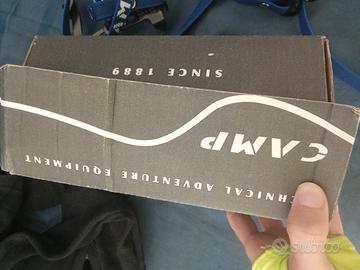 SINCE 1889
CAMP
CHNICAL ADVENTURE EQUIPMENT
subito